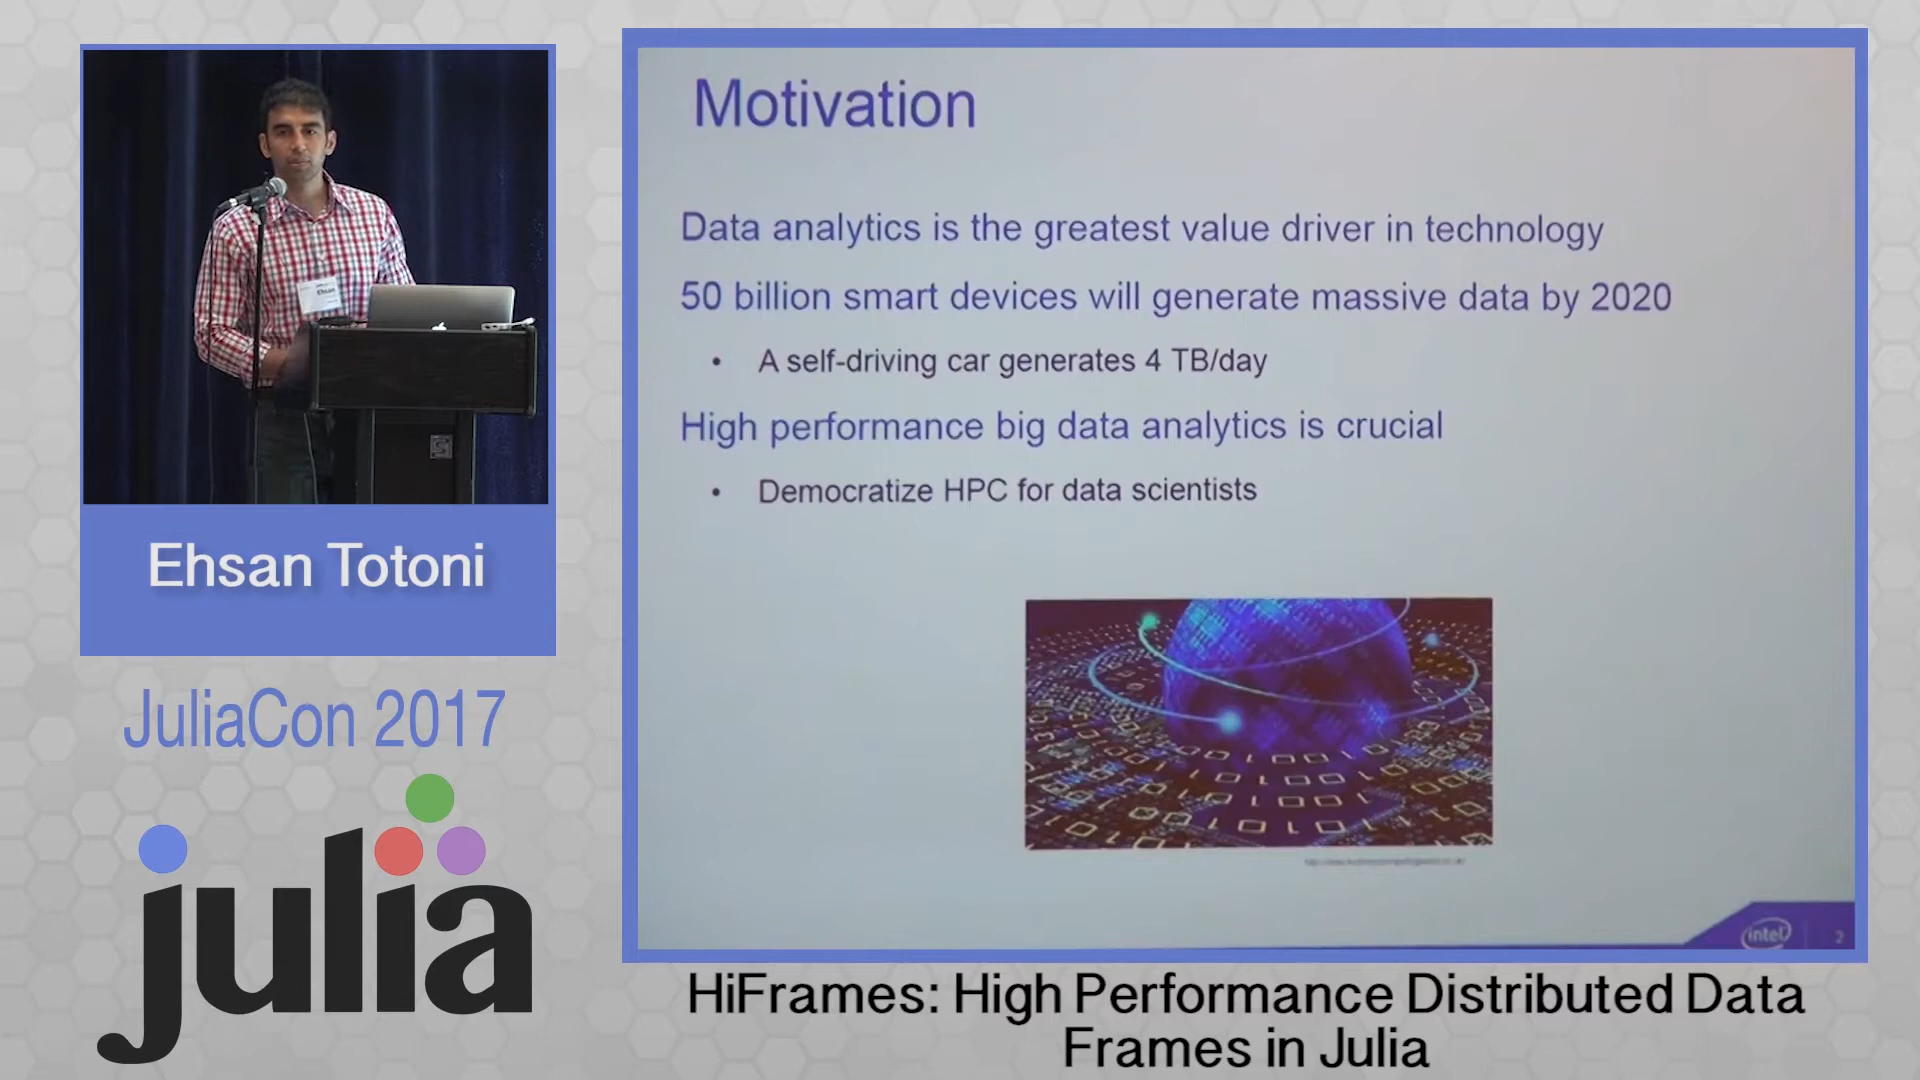 Motivation
Data analytics is the greatest value driver in technology
50 billion smart devices will generate massive data by 2020
• A self-driving car generates 4 TB/day
High performance big data analytics is crucial
• Democratize HPC for data scientists
intel
2
Ehsan
Ehsan Totoni
JuliaCon 2017
julia
HiFrames: High Performance Distributed Data
Frames in Julia